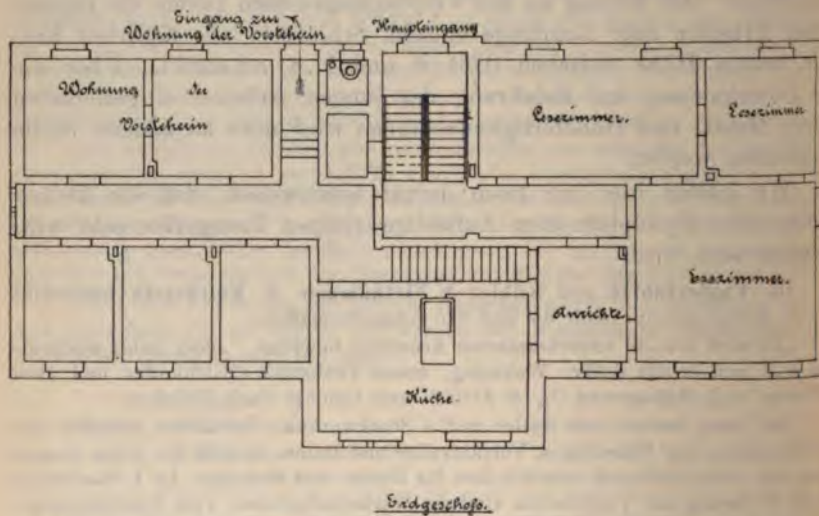 Eingang zur
Wohnung der Vorsteherin
Haupteingang
Wohnung der
Vorsteherin
Lesezimmer.
Lesezimmer
Esszimmer.
Anrichte.
Küche
Erdgeschoß.